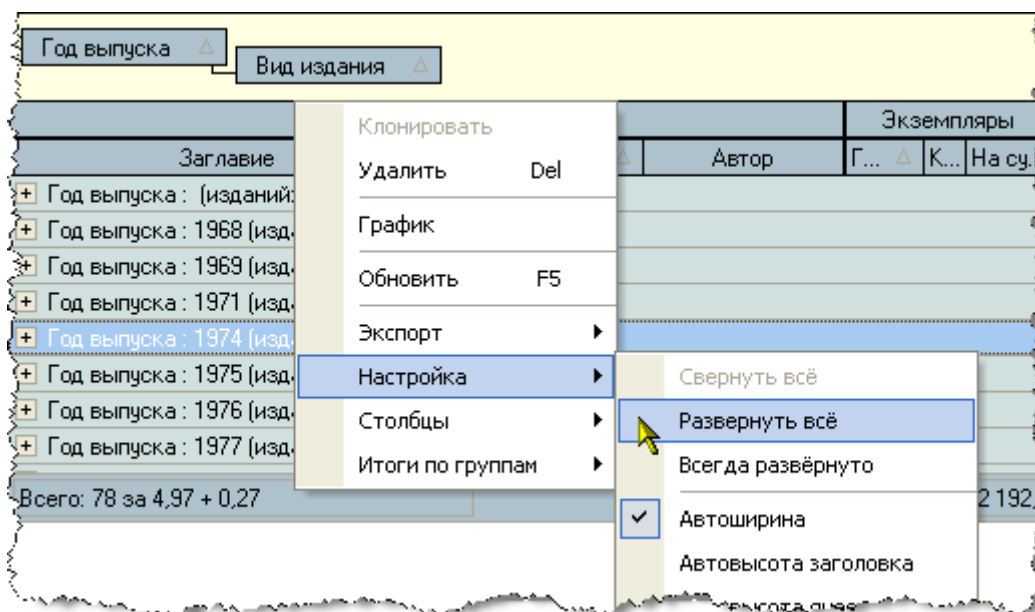 Год выпуска
Вид издания
Экземпляры
Заглавие
Автор
Г...
К...
На су.
Год выпуска : (изданий:
Год выпуска : 1968 (изд
Год выпуска : 1969 (изд
Год выпуска : 1971 (изд
Год выпуска : 1974 (изд
Год выпуска : 1975 (изд
Год выпуска : 1976 (изд
Год выпуска : 1977 (изд
Всего: 78 за 4,97 + 0,27
2 192,
Клонировать
Удалить Del
График
Обновить F5
Экспорт
Настройка
Столбцы
Итоги по группам
Свернуть всё
Развернуть всё
Всегда развёрнуто
Автоширина
Автовысота заголовка